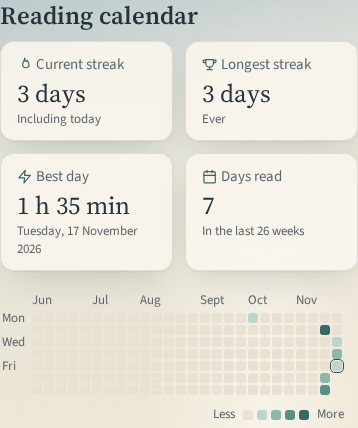 Reading calendar
Current streak
3 days
Including today
Longest streak
3 days
Ever
Best day
1 h 35 min
Tuesday, 17 November
2026
Days read
7
In the last 26 weeks
Jun Jul Aug Sept Oct Nov
Mon
Wed
Fri
Less More